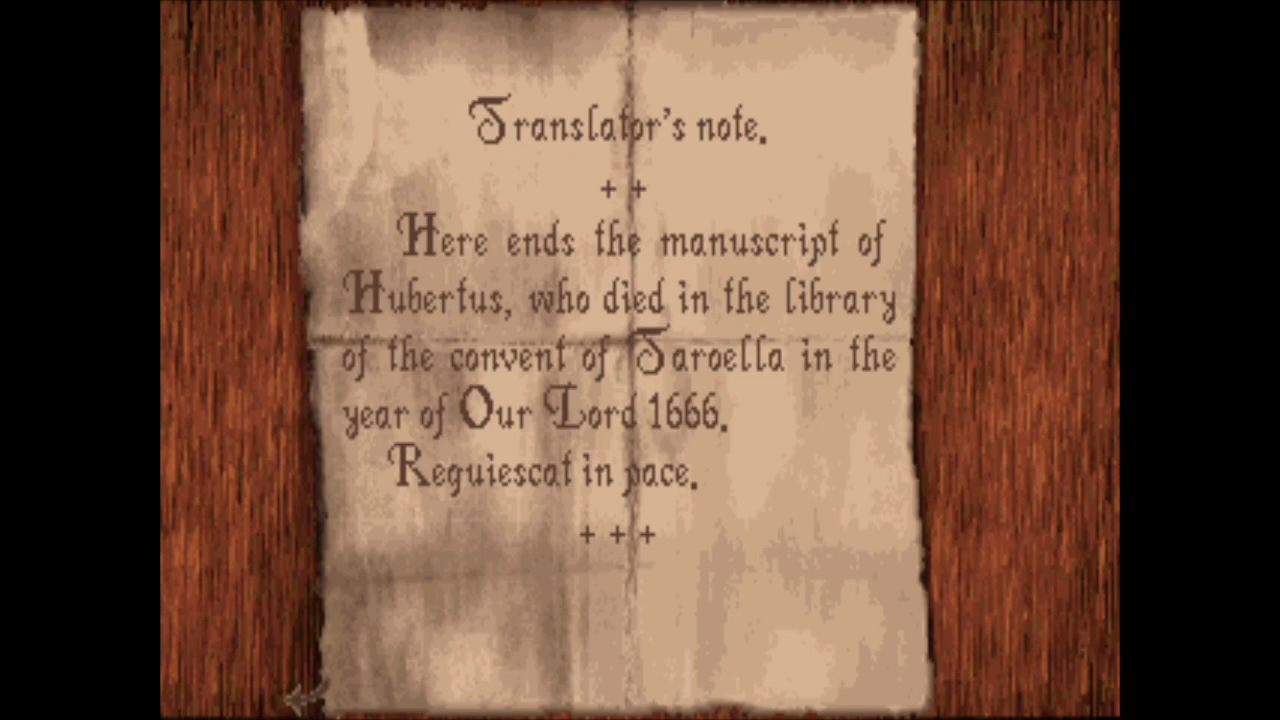 Translator's note.
+ +
Here ends the manuscript of
Hubertus, who died in the library
of the convent of Taroella in the
year of Our Lord 1666.
Reguiescat in pace.
+ + +